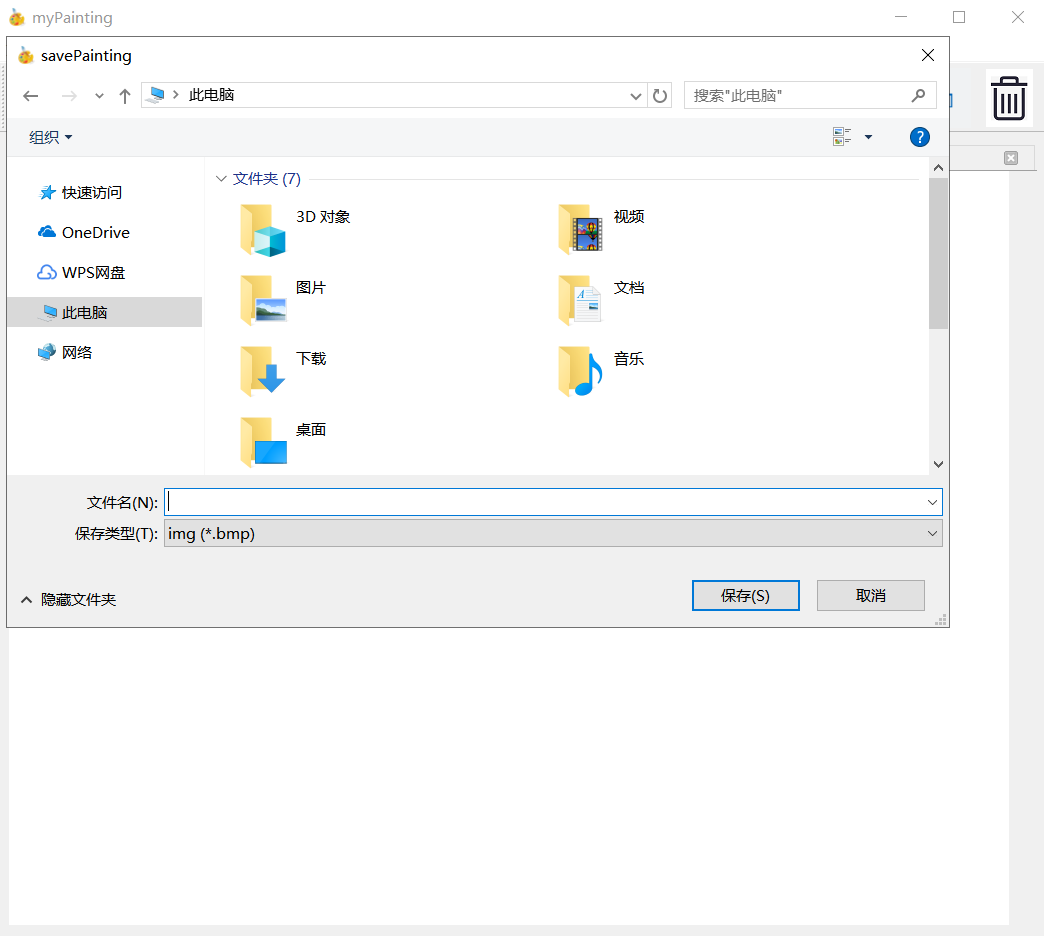 myPainting
savePainting
此电脑
搜索"此电脑"
组织
?
快速访问
OneDrive
WPS网盘
此电脑
网络
文件夹 (7)
3D 对象
视频
图片
文档
下载
音乐
桌面
文件名(N):
保存类型(T): img (*.bmp)
隐藏文件夹
保存(S)
取消